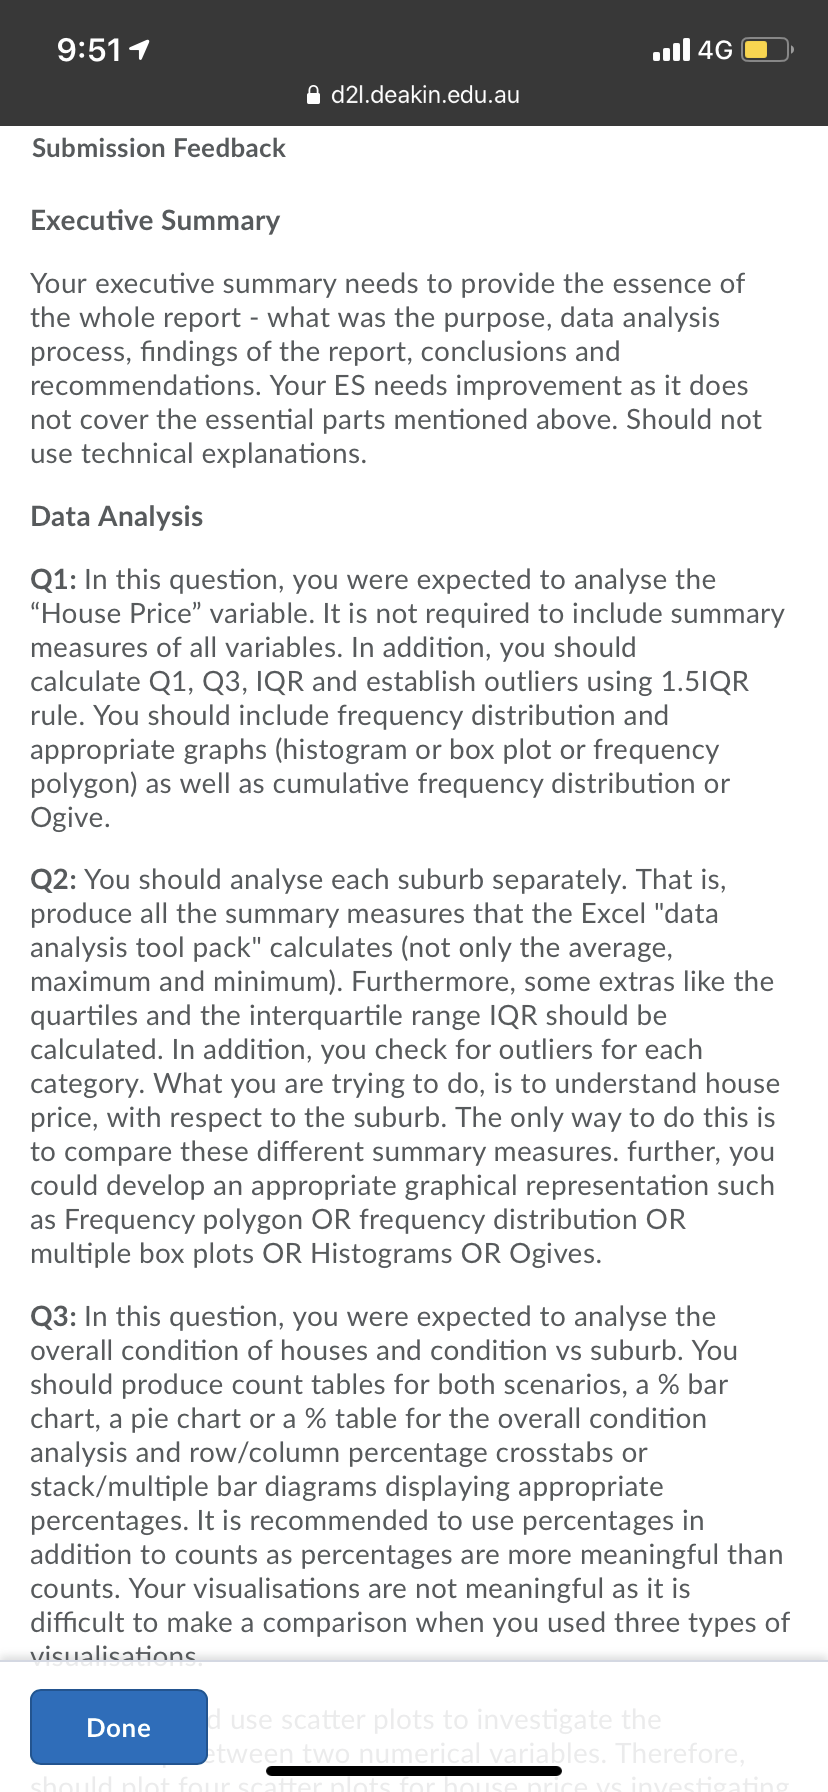 9:51
4G
d2l.deakin.edu.au
Submission Feedback
Executive Summary
Your executive summary needs to provide the essence of
the whole report - what was the purpose, data analysis
process, findings of the report, conclusions and
recommendations. Your ES needs improvement as it does
not cover the essential parts mentioned above. Should not
use technical explanations.
Data Analysis
Q1: In this question, you were expected to analyse the
“House Price” variable. It is not required to include summary
measures of all variables. In addition, you should
calculate Q1, Q3, IQR and establish outliers using 1.5IQR
rule. You should include frequency distribution and
appropriate graphs (histogram or box plot or frequency
polygon) as well as cumulative frequency distribution or
Ogive.
Q2: You should analyse each suburb separately. That is,
produce all the summary measures that the Excel "data
analysis tool pack" calculates (not only the average,
maximum and minimum). Furthermore, some extras like the
quartiles and the interquartile range IQR should be
calculated. In addition, you check for outliers for each
category. What you are trying to do, is to understand house
price, with respect to the suburb. The only way to do this is
to compare these different summary measures. further, you
could develop an appropriate graphical representation such
as Frequency polygon OR frequency distribution OR
multiple box plots OR Histograms OR Ogives.
Q3: In this question, you were expected to analyse the
overall condition of houses and condition vs suburb. You
should produce count tables for both scenarios, a % bar
chart, a pie chart or a % table for the overall condition
analysis and row/column percentage crosstabs or
stack/multiple bar diagrams displaying appropriate
percentages. It is recommended to use percentages in
addition to counts as percentages are more meaningful than
counts. Your visualisations are not meaningful as it is
difficult to make a comparison when you used three types of
visualisations.
use scatter plots to investigate the
Done
two numerical variables. Therefore,
should plot four scatter plots for house price vs investigating